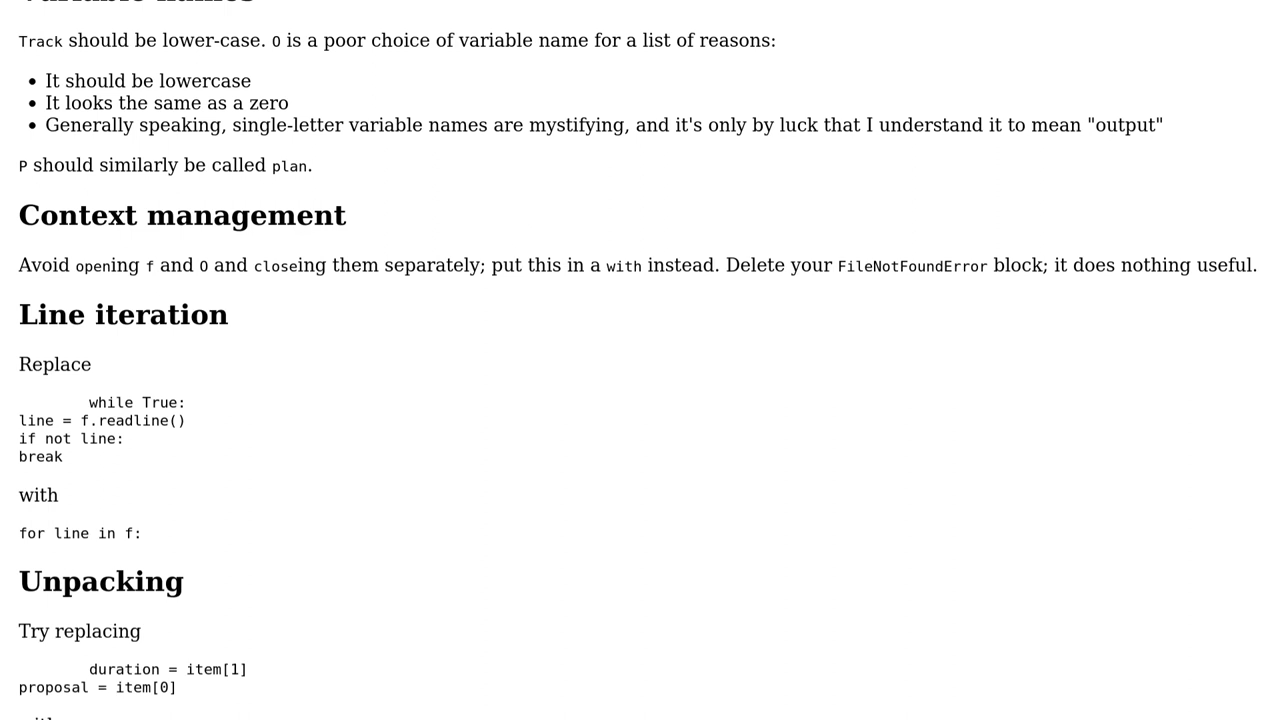 Track should be lower-case. O is a poor choice of variable name for a list of reasons:
• It should be lowercase
• It looks the same as a zero
• Generally speaking, single-letter variable names are mystifying, and it's only by luck that I understand it to mean "output"
P should similarly be called plan.
Context management
Avoid opening f and O and closeing them separately; put this in a with instead. Delete your FileNotFoundError block; it does nothing useful.
Line iteration
Replace
        while True:
line = f.readline()
if not line:
break
with
for line in f:
Unpacking
Try replacing
        duration = item[1]
proposal = item[0]